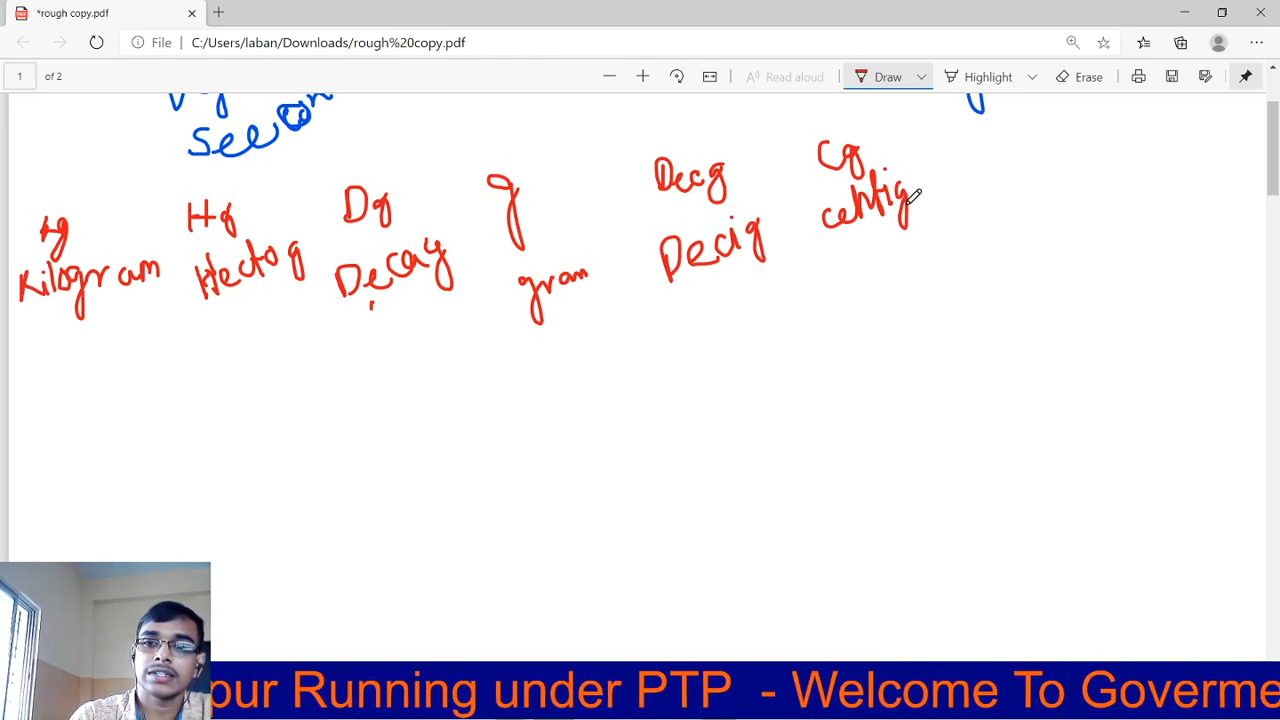 *rough copy.pdf
File C:/Users/laban/Downloads/rough%20copy.pdf
1 of 2 Read aloud Draw Highlight Erase
See
Kg Hg Dg g Decg Cg
Kilogram Hectog Decag gram Decig centig
pur Running under PTP - Welcome To Goverme